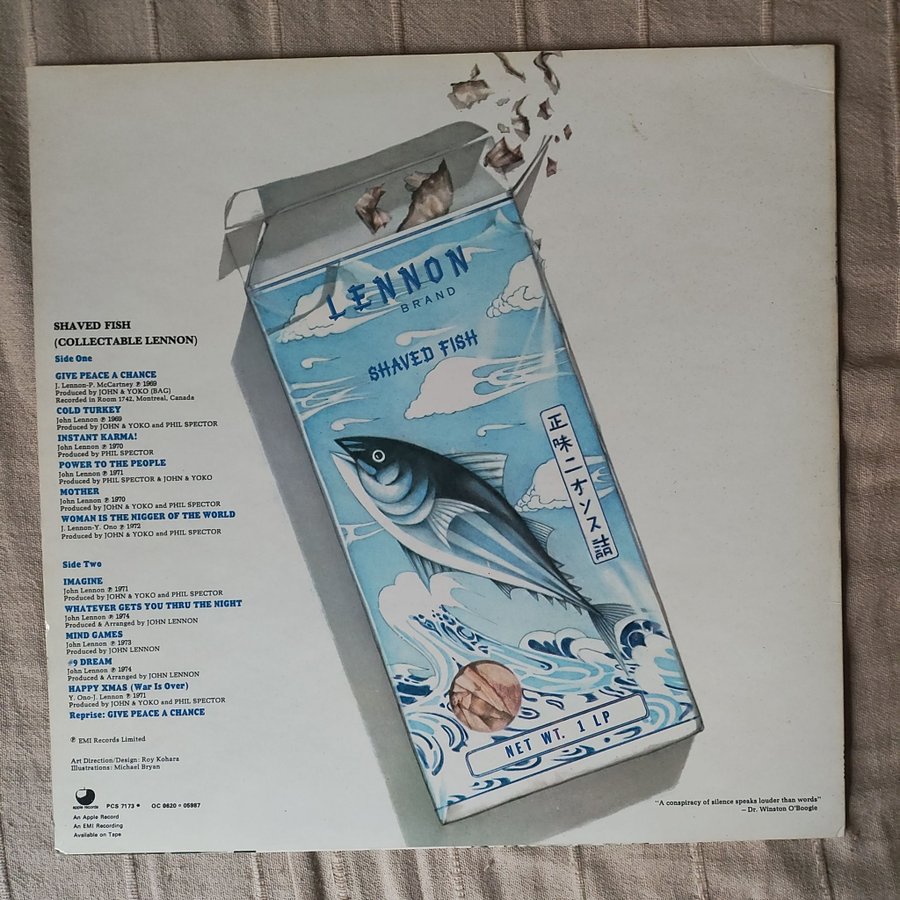 LENNON
BRAND
SHAVED FISH
正味二オンス詰
NET WT. 1 LP
SHAVED FISH
(COLLECTABLE LENNON)
Side One
GIVE PEACE A CHANCE
J. Lennon-P. McCartney ℗ 1969
Produced by JOHN & YOKO (BAG)
Recorded in Room 1742, Montreal, Canada
COLD TURKEY
John Lennon ℗ 1969
Produced by JOHN & YOKO and PHIL SPECTOR
INSTANT KARMA!
John Lennon ℗ 1970
Produced by PHIL SPECTOR
POWER TO THE PEOPLE
John Lennon ℗ 1971
Produced by PHIL SPECTOR & JOHN & YOKO
MOTHER
John Lennon ℗ 1970
Produced by JOHN & YOKO and PHIL SPECTOR
WOMAN IS THE NIGGER OF THE WORLD
J. Lennon-Y. Ono ℗ 1972
Produced by JOHN & YOKO and PHIL SPECTOR
Side Two
IMAGINE
John Lennon ℗ 1971
Produced by JOHN & YOKO and PHIL SPECTOR
WHATEVER GETS YOU THRU THE NIGHT
John Lennon ℗ 1974
Produced & Arranged by JOHN LENNON
MIND GAMES
John Lennon ℗ 1973
Produced by JOHN LENNON
#9 DREAM
John Lennon ℗ 1974
Produced & Arranged by JOHN LENNON
HAPPY XMAS (War Is Over)
Y. Ono-J. Lennon ℗ 1971
Produced by JOHN & YOKO and PHIL SPECTOR
Reprise: GIVE PEACE A CHANCE
℗ EMI Records Limited
Art Direction/Design: Roy Kohara
Illustrations: Michael Bryan
apple records PCS 7173 • OC 062 o 05987
An Apple Record
An EMI Recording
Available on Tape
"A conspiracy of silence speaks louder than words"
— Dr. Winston O'Boogie